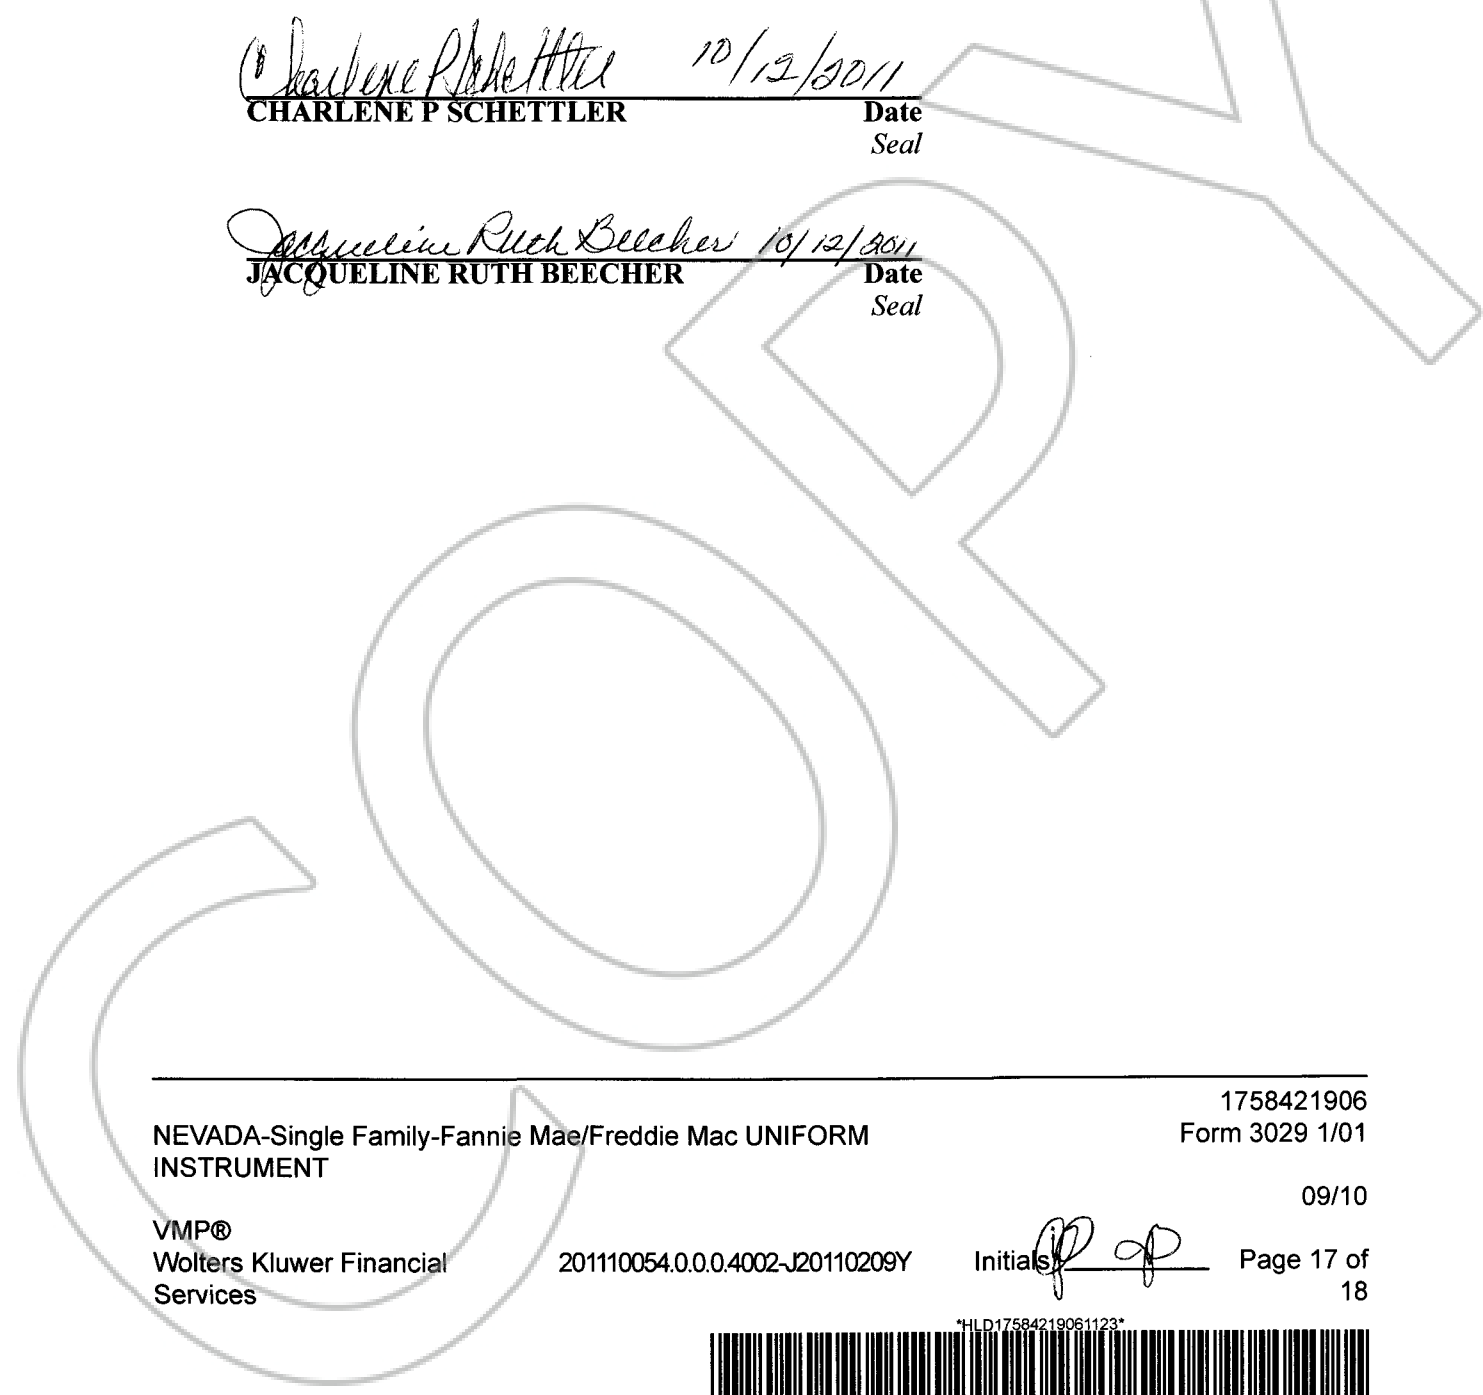 Charlene P Schettler 10/12/2011
CHARLENE P SCHETTLER Date
Seal
Jacqueline Ruth Beecher 10/12/2011
JACQUELINE RUTH BEECHER Date
Seal
COPY
1758421906
NEVADA-Single Family-Fannie Mae/Freddie Mac UNIFORM Form 3029 1/01
INSTRUMENT
09/10
VMP®
Wolters Kluwer Financial 201110054.0.0.0.4002-J20110209Y Initials Page 17 of
Services 18
*HLD17584219061123*